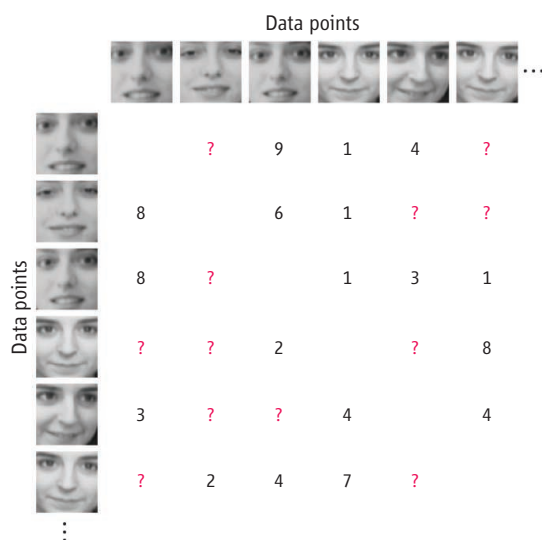 Data points
...
? 9 1 4 ?
8 6 1 ? ?
8 ? 1 3 1
Data points
? ? 2 ? 8
3 ? ? 4 4
? 2 4 7 ?
...